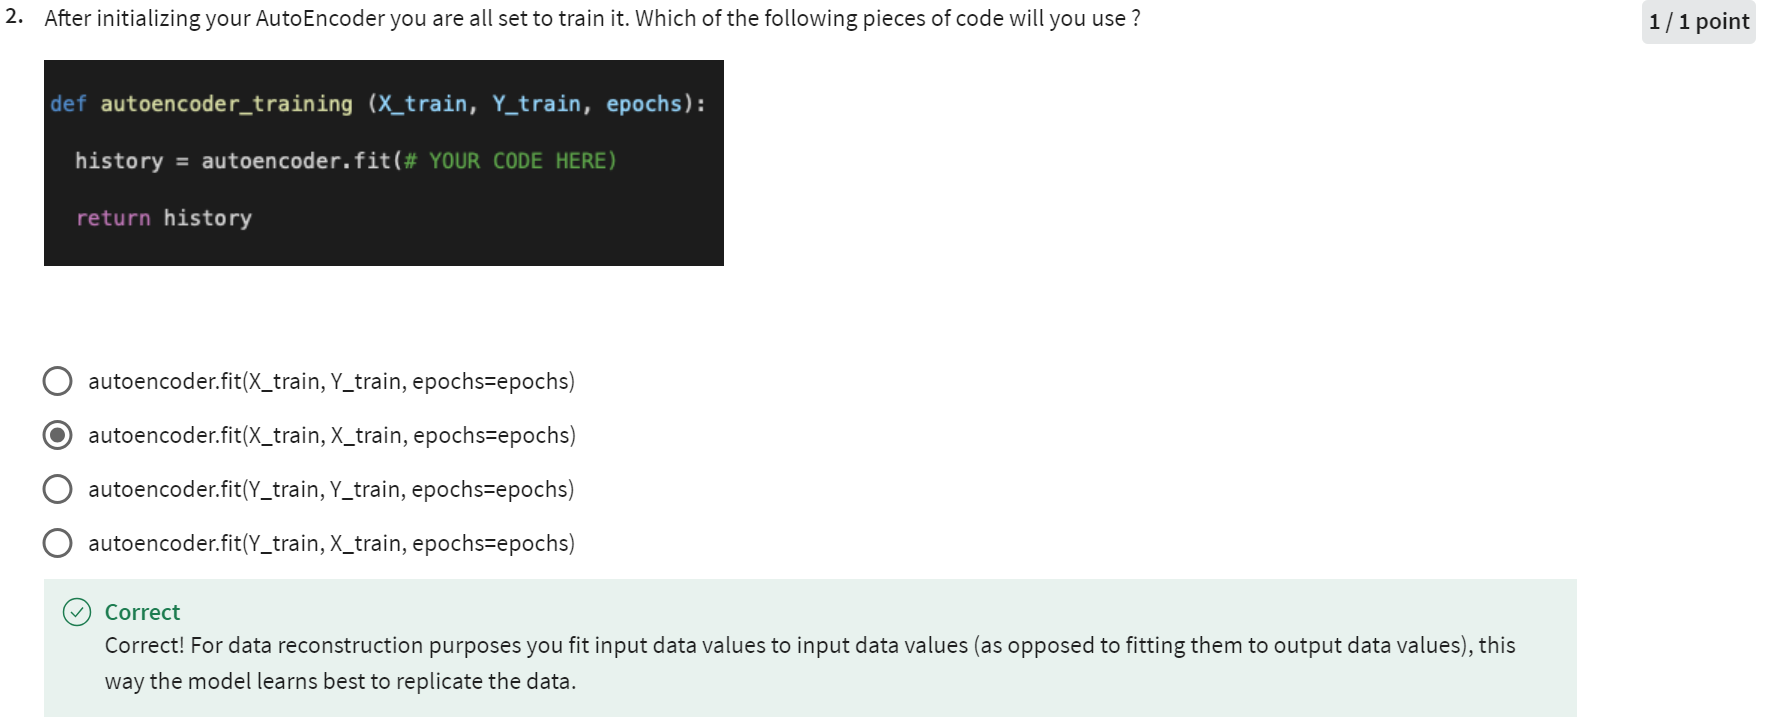 2. After initializing your AutoEncoder you are all set to train it. Which of the following pieces of code will you use ?
1 / 1 point
def autoencoder_training (X_train, Y_train, epochs):
history = autoencoder.fit(# YOUR CODE HERE)
return history
autoencoder.fit(X_train, Y_train, epochs=epochs)
autoencoder.fit(X_train, X_train, epochs=epochs)
autoencoder.fit(Y_train, Y_train, epochs=epochs)
autoencoder.fit(Y_train, X_train, epochs=epochs)
Correct
Correct! For data reconstruction purposes you fit input data values to input data values (as opposed to fitting them to output data values), this
way the model learns best to replicate the data.